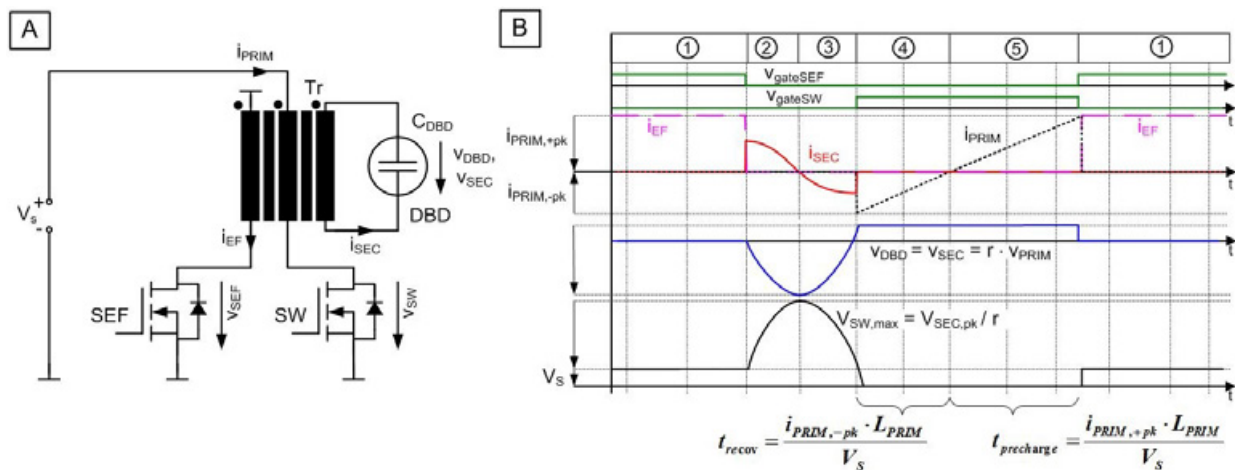 A
i_PRIM
Tr
C_DBD
v_DBD,
v_SEC
DBD
V_s
+
-
i_EF
i_SEC
SEF
v_SEF
SW
v_SW
B
① ② ③ ④ ⑤ ①
v_gateSEF
t
v_gateSW
t
i_PRIM,+pk
i_EF
i_SEC
i_PRIM
i_EF
t
i_PRIM,-pk
v_DBD = v_SEC = r · v_PRIM
t
V_SW,max = V_SEC,pk / r
V_S
t
t_recov = i_PRIM,-pk · L_PRIM / V_S
t_precharge = i_PRIM,+pk · L_PRIM / V_S